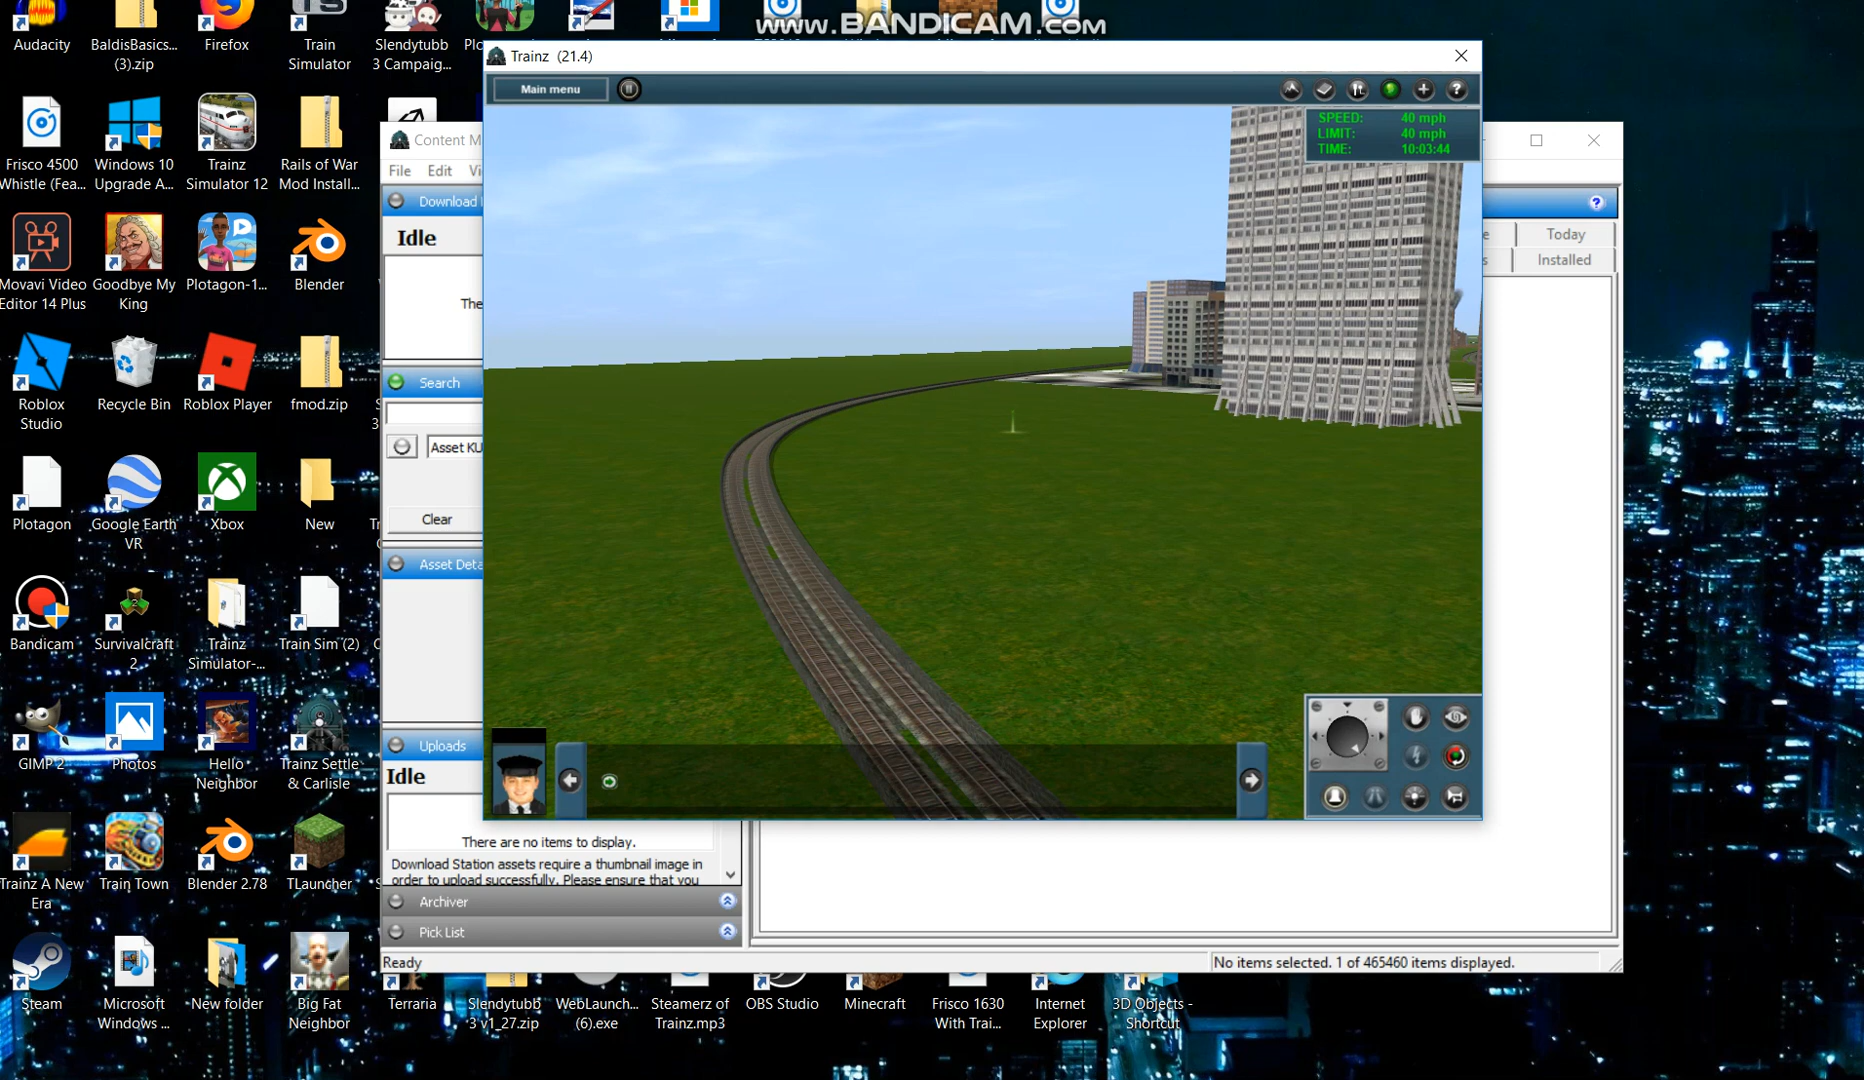 www.BANDICAM.com
Audacity
BaldisBasics...
(3).zip
Firefox
Train
Simulator
Slendytubb
3 Campaig...
Trainz (21.4)
Main menu
SPEED: 40 mph
LIMIT: 40 mph
TIME: 10:03:44
Frisco 4500
Whistle (Fea...
Windows 10
Upgrade A...
Trainz
Simulator 12
Rails of War
Mod Install...
Content M
File Edit Vi
Download
Idle
The
Today
Installed
Movavi Video
Editor 14 Plus
Goodbye My
King
Plotagon-1...
Blender
Search
Asset KU
Clear
Roblox
Studio
Recycle Bin
Roblox Player
fmod.zip
Plotagon
Google Earth
VR
Xbox
New
Asset Deta
Bandicam
Survivalcraft
2
Trainz
Simulator-...
Train Sim (2)
Uploads
Idle
There are no items to display.
Download Station assets require a thumbnail image in
order to upload successfully. Please ensure that you
GIMP 2
Photos
Hello
Neighbor
Trainz Settle
& Carlisle
Archiver
Pick List
Ready
No items selected. 1 of 465460 items displayed.
Trainz A New
Era
Train Town
Blender 2.78
TLauncher
Steam
Microsoft
Windows ...
New folder
Big Fat
Neighbor
Terraria
Slendytubb
3 v1_27.zip
WebLaunch...
(6).exe
Steamerz of
Trainz.mp3
OBS Studio
Minecraft
Frisco 1630
With Trai...
Internet
Explorer
3D Objects -
Shortcut